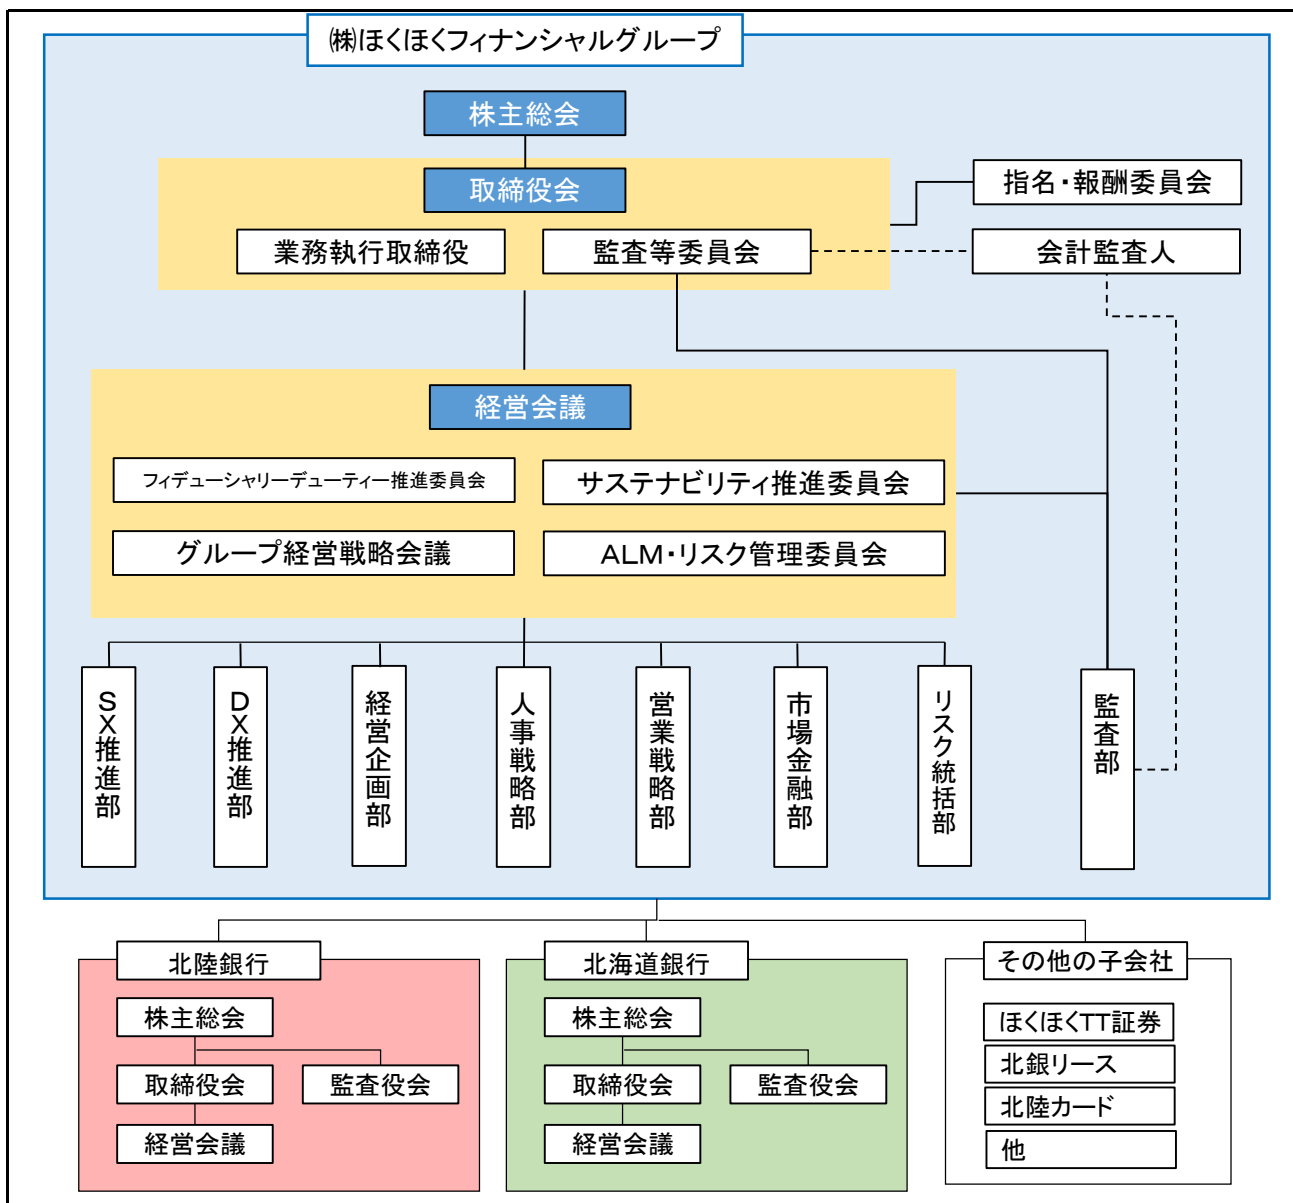 ㈱ほくほくフィナンシャルグループ
株主総会
取締役会
指名・報酬委員会
業務執行取締役
監査等委員会
会計監査人
経営会議
フィデューシャリーデューティー推進委員会
サステナビリティ推進委員会
グループ経営戦略会議
ＡＬＭ・リスク管理委員会
ＳＸ推進部
ＤＸ推進部
経営企画部
人事戦略部
営業戦略部
市場金融部
リスク統括部
監査部
北陸銀行
株主総会
取締役会
監査役会
経営会議
北海道銀行
株主総会
取締役会
監査役会
経営会議
その他の子会社
ほくほくTT証券
北銀リース
北陸カード
他